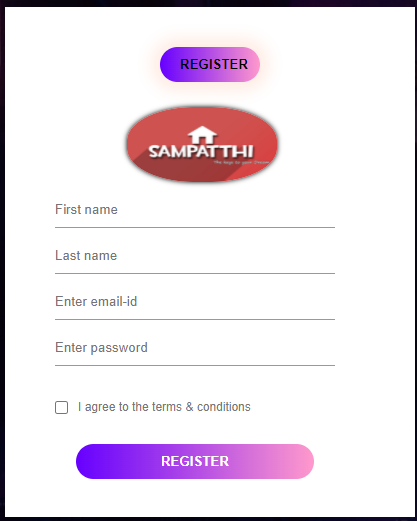 REGISTER
SAMPATTHI
First name
Last name
Enter email-id
Enter password
I agree to the terms & conditions
REGISTER